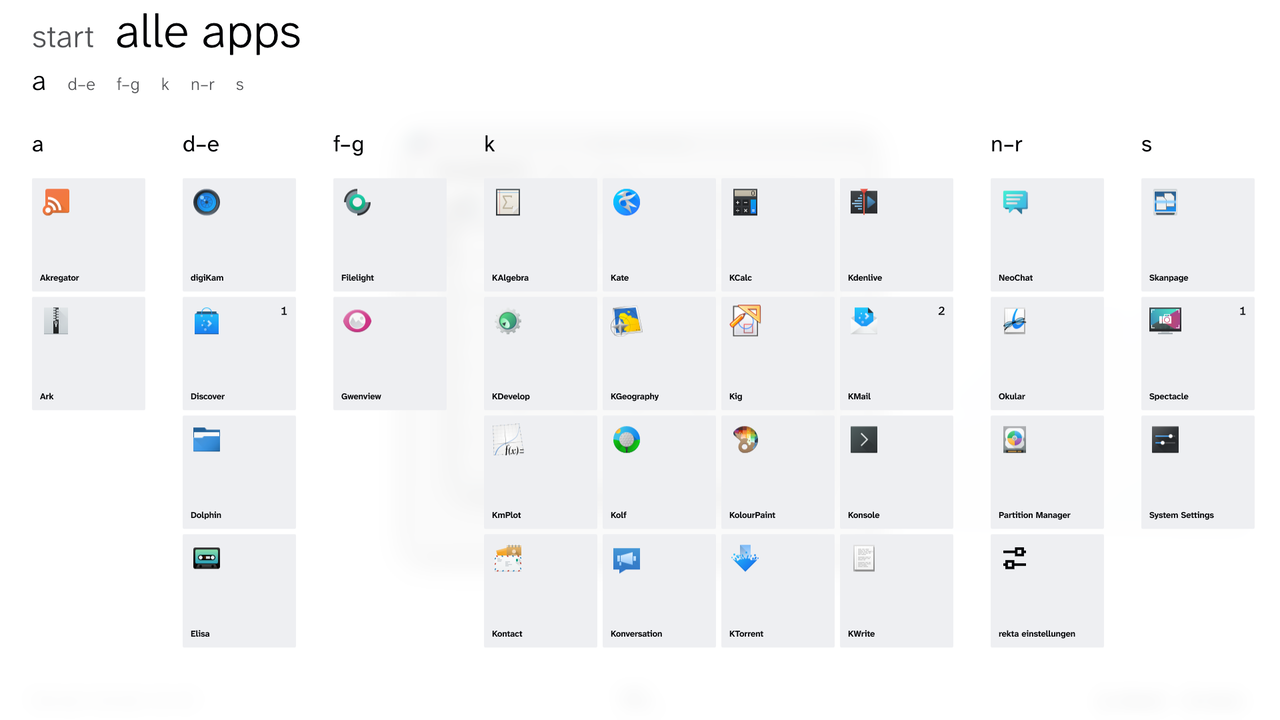 start alle apps
a d–e f–g k n–r s
a d–e f–g k n–r s
Akregator digiKam Filelight KAlgebra Kate KCalc Kdenlive NeoChat Skanpage
1 2 1
Ark Discover Gwenview KDevelop KGeography Kig KMail Okular Spectacle
f(x)=
Dolphin KmPlot Kolf KolourPaint Konsole Partition Manager System Settings
Elisa Kontact Konversation KTorrent KWrite rekta einstellungen